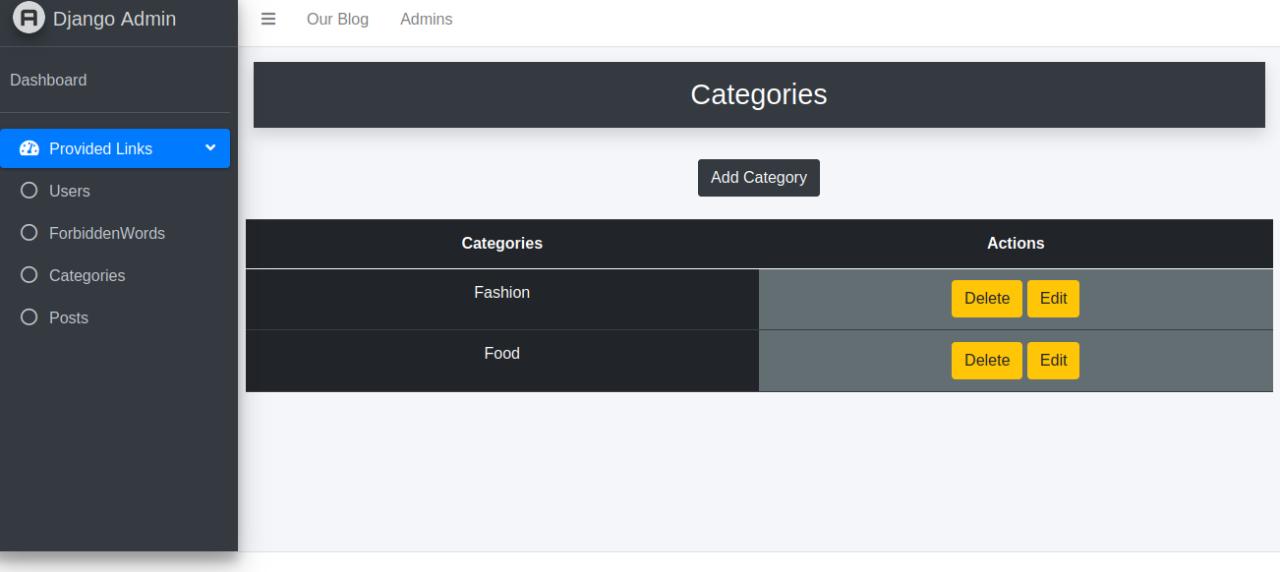 Django Admin
Our Blog Admins
Dashboard
Provided Links
Users
ForbiddenWords
Categories
Posts
Categories
Add Category
Categories Actions
Fashion Delete Edit
Food Delete Edit